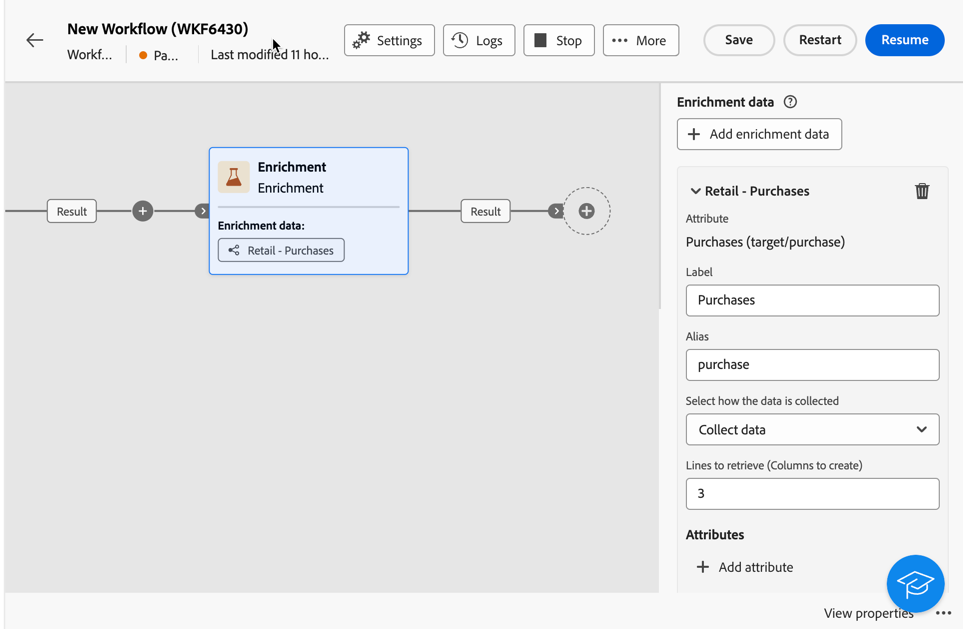 New Workflow (WKF6430)
Workf...
Pa...
Last modified 11 ho...
Settings
Logs
Stop
More
Save
Restart
Resume
Result
Enrichment
Enrichment
Enrichment data:
Retail - Purchases
Result
Enrichment data
Add enrichment data
Retail - Purchases
Attribute
Purchases (target/purchase)
Label
Purchases
Alias
purchase
Select how the data is collected
Collect data
Lines to retrieve (Columns to create)
3
Attributes
Add attribute
View properties